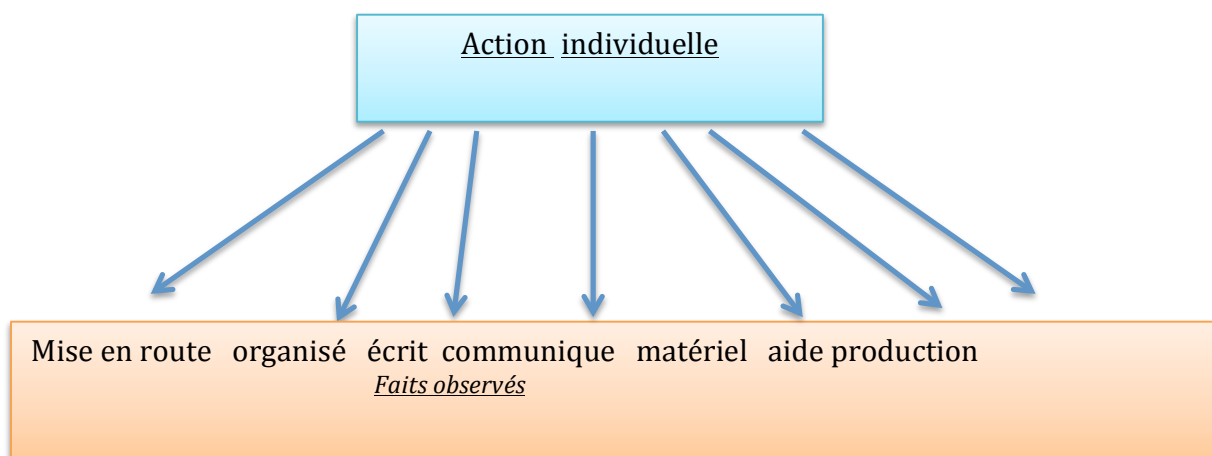 Action individuelle
Mise en route organisé écrit communique matériel aide production
Faits observés